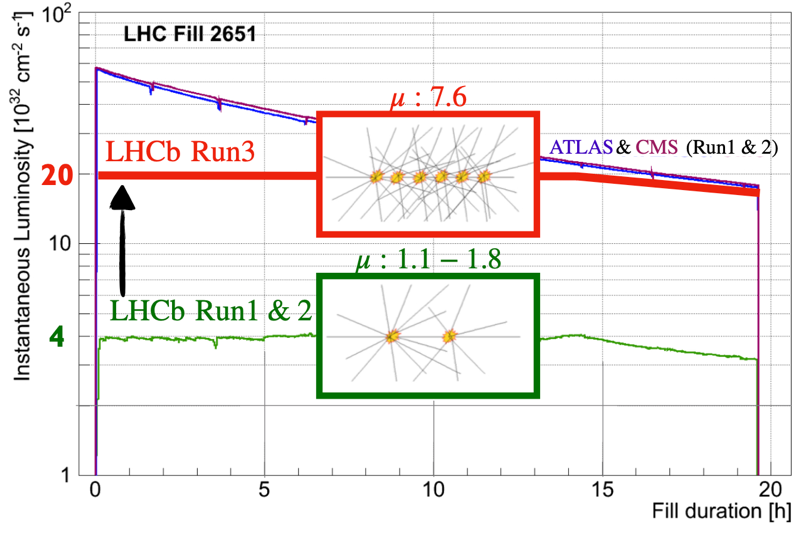 10²
LHC Fill 2651
μ : 7.6
LHCb Run3
ATLAS & CMS (Run1 & 2)
20
10
μ : 1.1 − 1.8
LHCb Run1 & 2
4
1
0 5 10 15 20
Fill duration [h]
Instantaneous Luminosity [10³² cm⁻² s⁻¹]